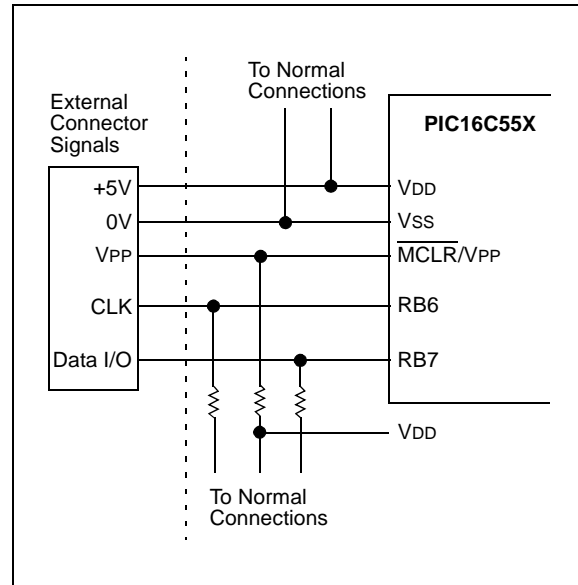 To Normal
Connections
External
Connector
Signals
PIC16C55X
+5V
VDD
0V
VSS
VPP
MCLR/VPP
CLK
RB6
Data I/O
RB7
VDD
To Normal
Connections